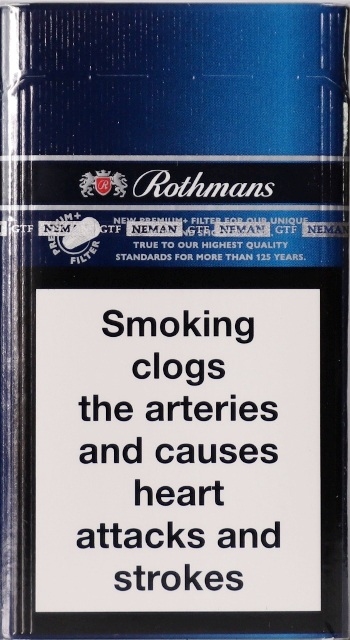 Rothmans
NEW PREMIUM+ FILTER FOR OUR UNIQUE
GTF NEMAN GTF NEMAN GTF NEMAN
PREMIUM+ FILTER
TRUE TO OUR HIGHEST QUALITY
STANDARDS FOR MORE THAN 125 YEARS.
Smoking
clogs
the arteries
and causes
heart
attacks and
strokes